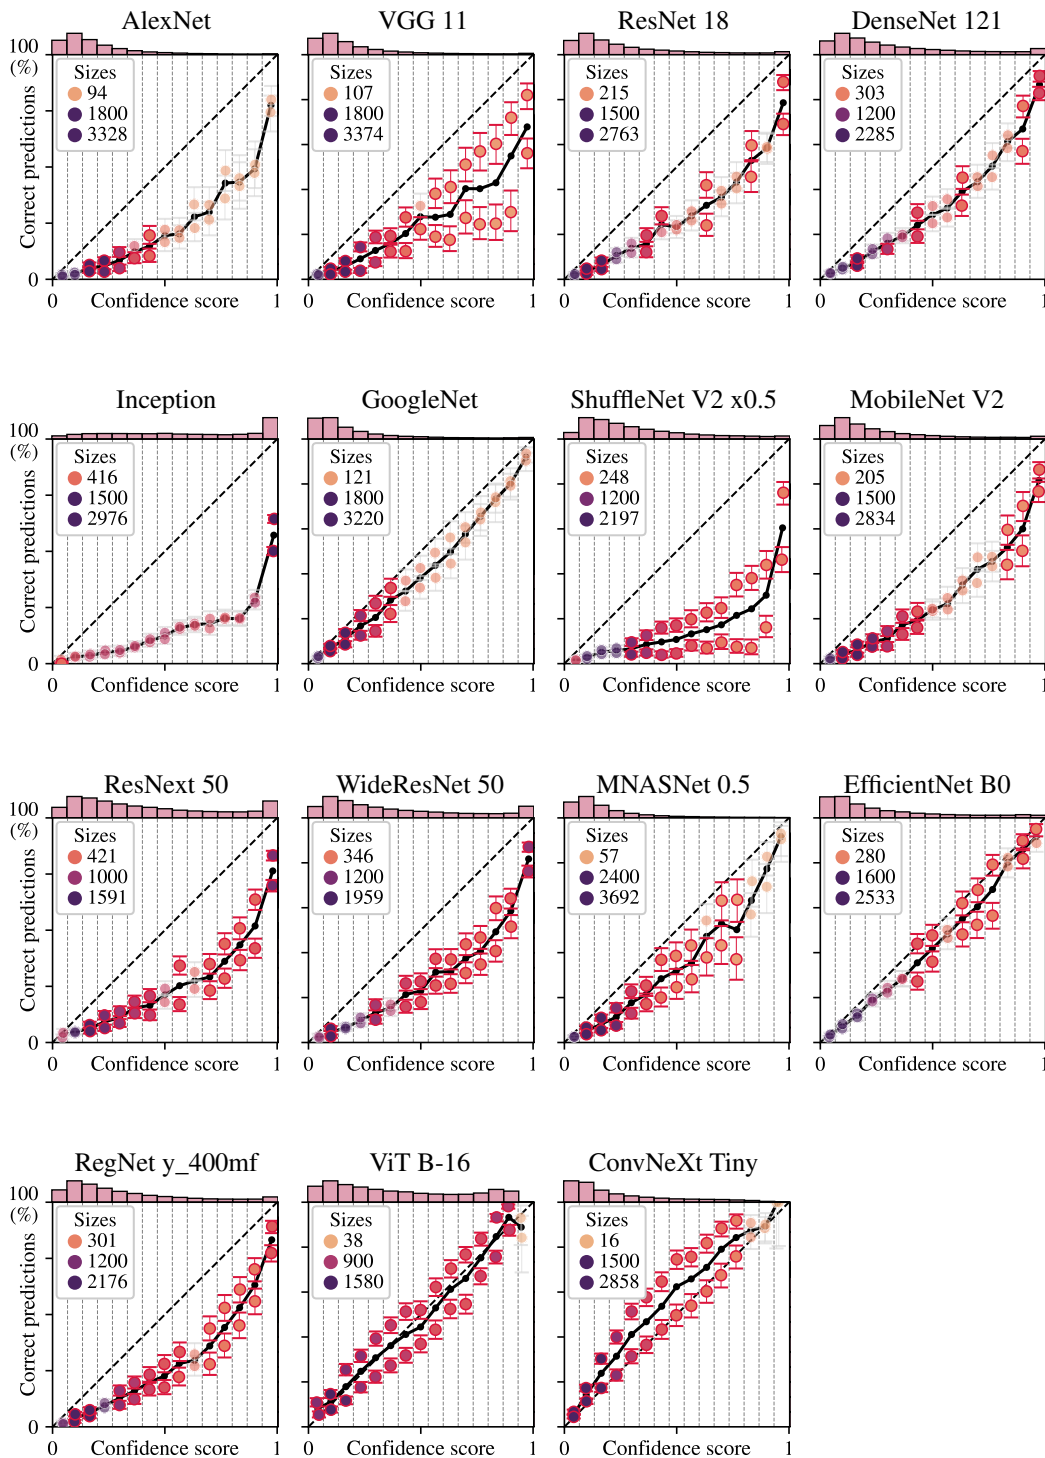 AlexNet
VGG 11
ResNet 18
DenseNet 121
100
(%)
Correct predictions
0
Sizes
94
1800
3328
Sizes
107
1800
3374
Sizes
215
1500
2763
Sizes
303
1200
2285
0 Confidence score 1
0 Confidence score 1
0 Confidence score 1
0 Confidence score 1
Inception
GoogleNet
ShuffleNet V2 x0.5
MobileNet V2
100
(%)
Correct predictions
0
Sizes
416
1500
2976
Sizes
121
1800
3220
Sizes
248
1200
2197
Sizes
205
1500
2834
0 Confidence score 1
0 Confidence score 1
0 Confidence score 1
0 Confidence score 1
ResNext 50
WideResNet 50
MNASNet 0.5
EfficientNet B0
100
(%)
Correct predictions
0
Sizes
421
1000
1591
Sizes
346
1200
1959
Sizes
57
2400
3692
Sizes
280
1600
2533
0 Confidence score 1
0 Confidence score 1
0 Confidence score 1
0 Confidence score 1
RegNet y_400mf
ViT B-16
ConvNeXt Tiny
100
(%)
Correct predictions
0
Sizes
301
1200
2176
Sizes
38
900
1580
Sizes
16
1500
2858
0 Confidence score 1
0 Confidence score 1
0 Confidence score 1